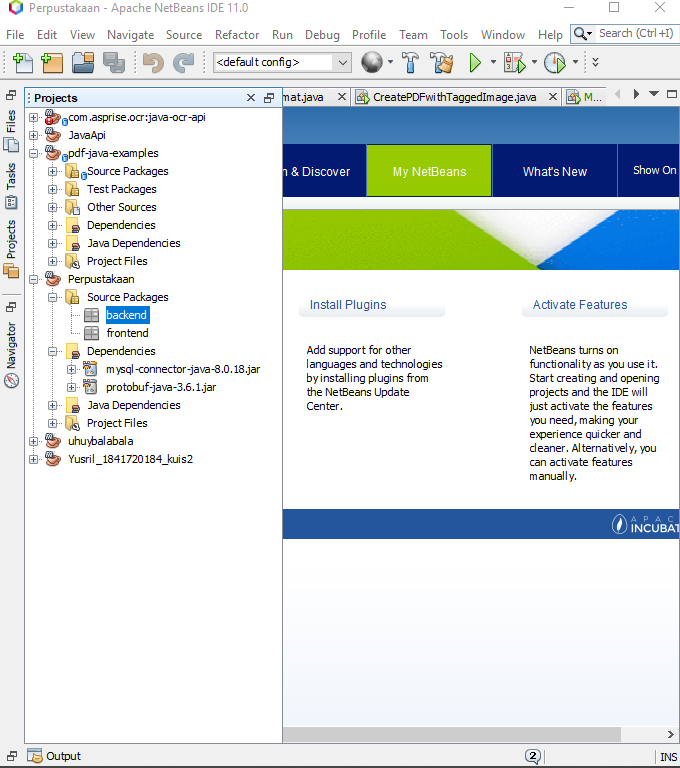 Perpustakaan - Apache NetBeans IDE 11.0
File Edit View Navigate Source Refactor Run Debug Profile Team Tools Window Help Search (Ctrl+I)
<default config>
Projects
mat.java CreatePDFwithTaggedImage.java M...
Files
Tasks
Projects
Navigator
com.asprise.ocr:java-ocr-api
JavaApi
pdf-java-examples
Source Packages
Test Packages
Other Sources
Dependencies
Java Dependencies
Project Files
Perpustakaan
Source Packages
backend
frontend
Dependencies
mysql-connector-java-8.0.18.jar
protobuf-java-3.6.1.jar
Java Dependencies
Project Files
uhuybalabala
Yusril_1841720184_kuis2
n & Discover My NetBeans What's New Show On
Install Plugins
Add support for other
languages and technologies
by installing plugins from
the NetBeans Update
Center.
Activate Features
NetBeans turns on
functionality as you use it.
Start creating and opening
projects and the IDE will
just activate the features
you need, making your
experience quicker and
cleaner. Alternatively, you
can activate features
manually.
APAC
INCUBAT
Output 2 INS